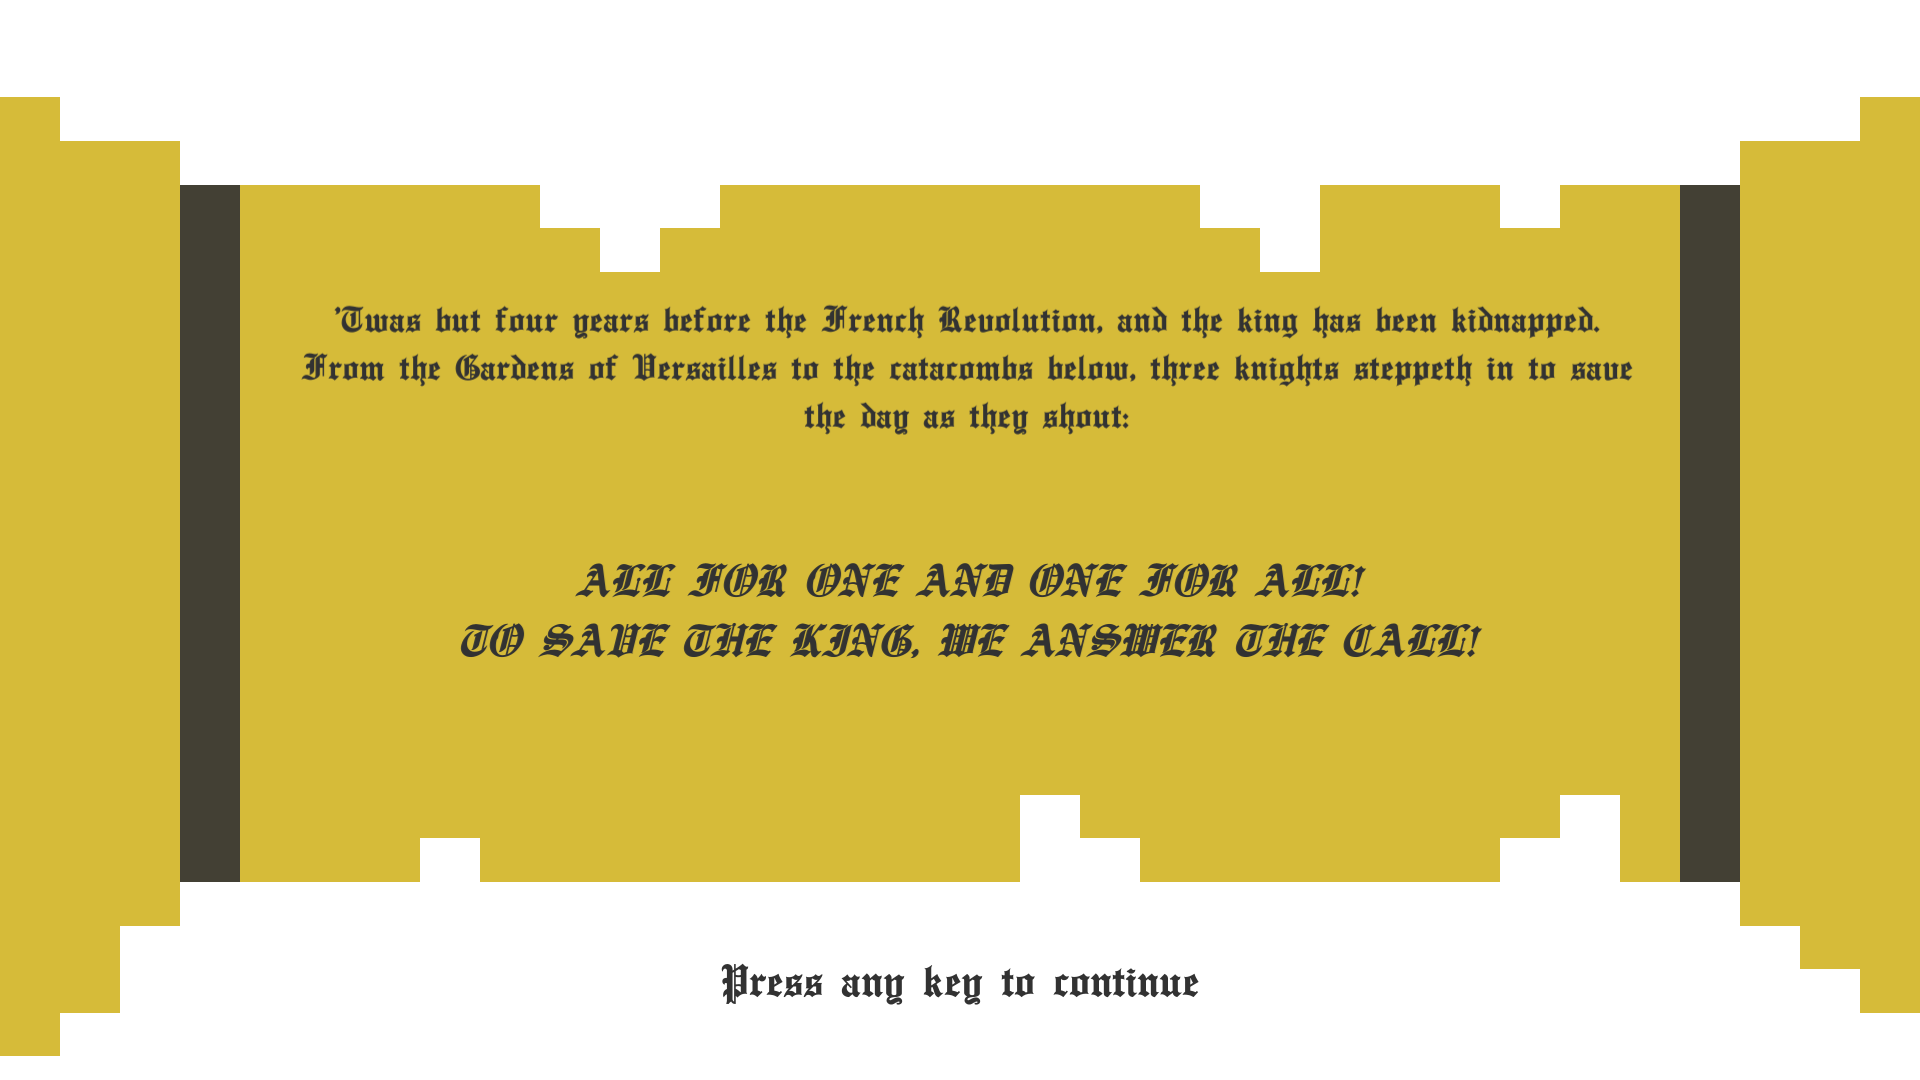 'Twas but four years before the French Revolution, and the king has been kidnapped.
From the Gardens of Versailles to the catacombs below, three knights steppeth in to save
the day as they shout:
ALL FOR ONE AND ONE FOR ALL!
TO SAVE THE KING, WE ANSWER THE CALL!
Press any key to continue